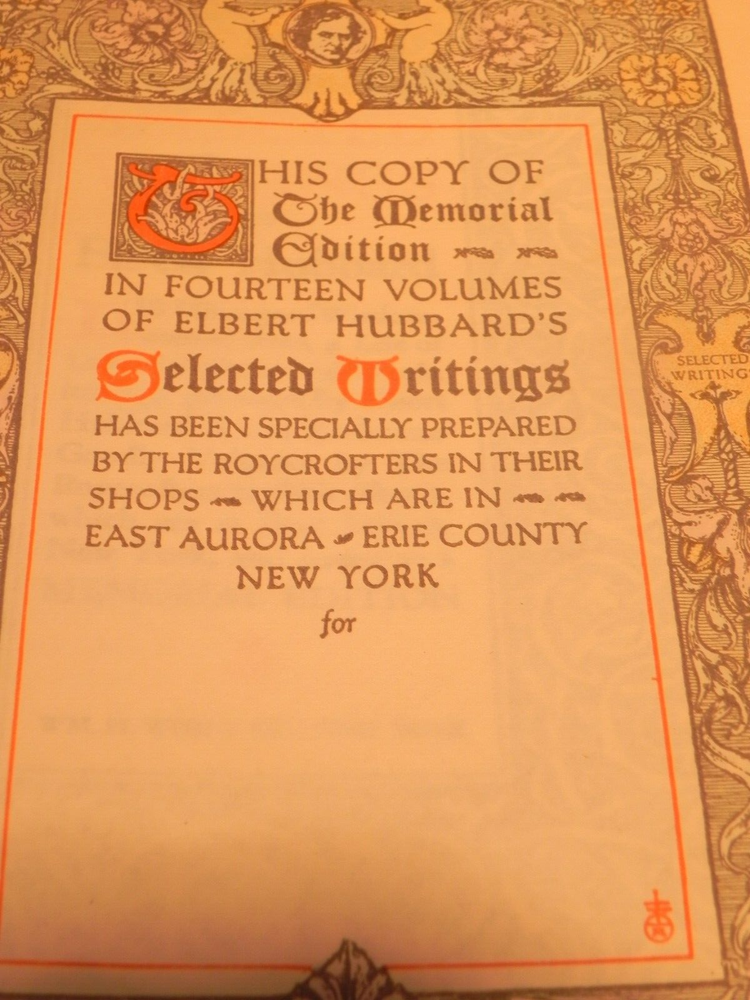 THIS COPY OF
The Memorial
Edition
IN FOURTEEN VOLUMES
OF ELBERT HUBBARD'S
Selected Writings
HAS BEEN SPECIALLY PREPARED
BY THE ROYCROFTERS IN THEIR
SHOPS WHICH ARE IN
EAST AURORA ERIE COUNTY
NEW YORK
for
SELECTED
WRITINGS